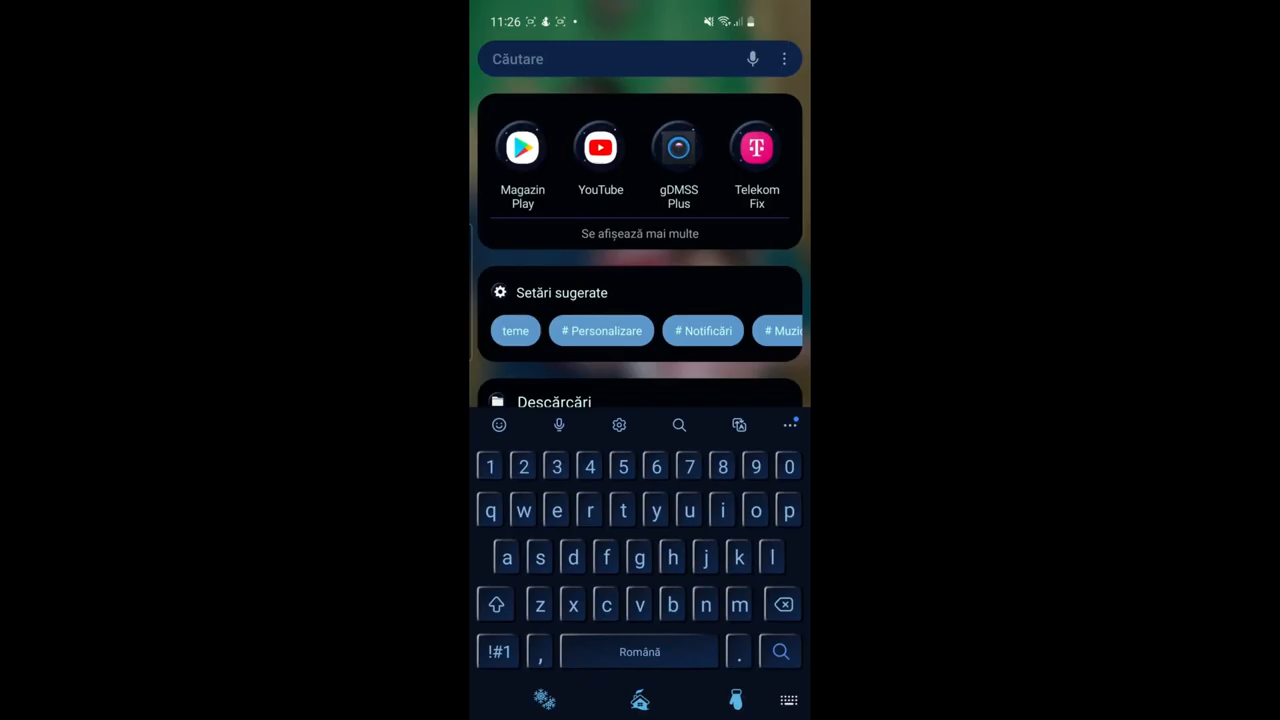 11:26
Căutare
Magazin Play
YouTube
gDMSS Plus
Telekom Fix
Se afișează mai multe
Setări sugerate
teme
# Personalizare
# Notificări
# Muzic
Descărcări
1 2 3 4 5 6 7 8 9 0
q w e r t y u i o p
a s d f g h j k l
z x c v b n m
!#1 , Română .